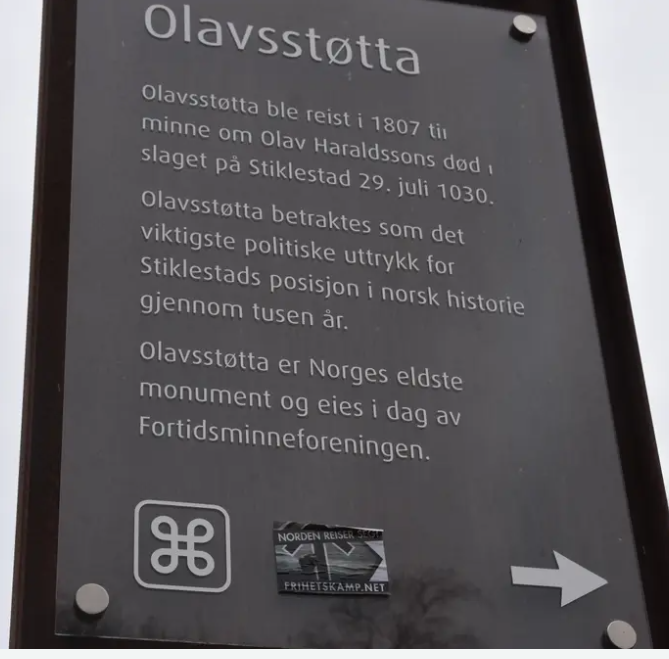 Olavsstøtta
Olavsstøtta ble reist i 1807 til
minne om Olav Haraldssons død i
slaget på Stiklestad 29. juli 1030.
Olavsstøtta betraktes som det
viktigste politiske uttrykk for
Stiklestads posisjon i norsk historie
gjennom tusen år.
Olavsstøtta er Norges eldste
monument og eies i dag av
Fortidsminneforeningen.
NORDEN REISER SEG!
FRIHETSKAMP.NET